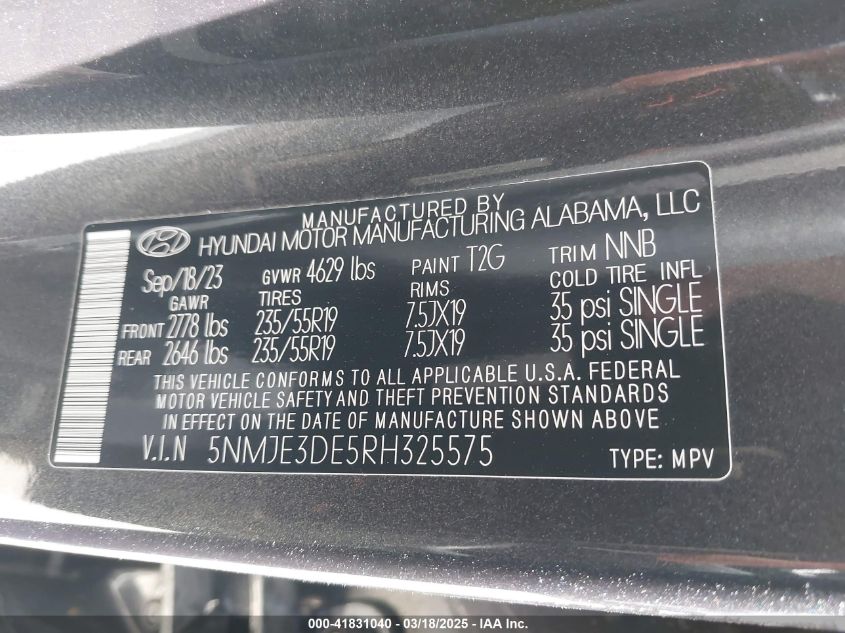 MANUFACTURED BY
HYUNDAI MOTOR MANUFACTURING ALABAMA, LLC
Sep/18/23 GVWR 4629 lbs PAINT T2G TRIM NNB
GAWR TIRES RIMS COLD TIRE INFL
FRONT 2778 lbs 235/55R19 7.5JX19 35 psi SINGLE
REAR 2646 lbs 235/55R19 7.5JX19 35 psi SINGLE
THIS VEHICLE CONFORMS TO ALL APPLICABLE U.S.A. FEDERAL
MOTOR VEHICLE SAFETY AND THEFT PREVENTION STANDARDS
IN EFFECT ON THE DATE OF MANUFACTURE SHOWN ABOVE
V.I.N 5NMJE3DE5RH325575 TYPE: MPV
000-41831040 - 03/18/2025 - IAA Inc.